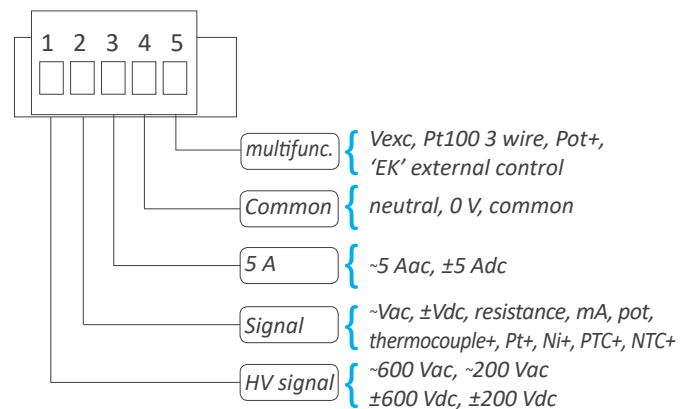 1 2 3 4 5
multifunc.
Vexc, Pt100 3 wire, Pot+,
‘EK’ external control
Common
neutral, 0 V, common
5 A
~5 Aac, ±5 Adc
Signal
~Vac, ±Vdc, resistance, mA, pot,
thermocouple+, Pt+, Ni+, PTC+, NTC+
HV signal
~600 Vac, ~200 Vac
±600 Vdc, ±200 Vdc